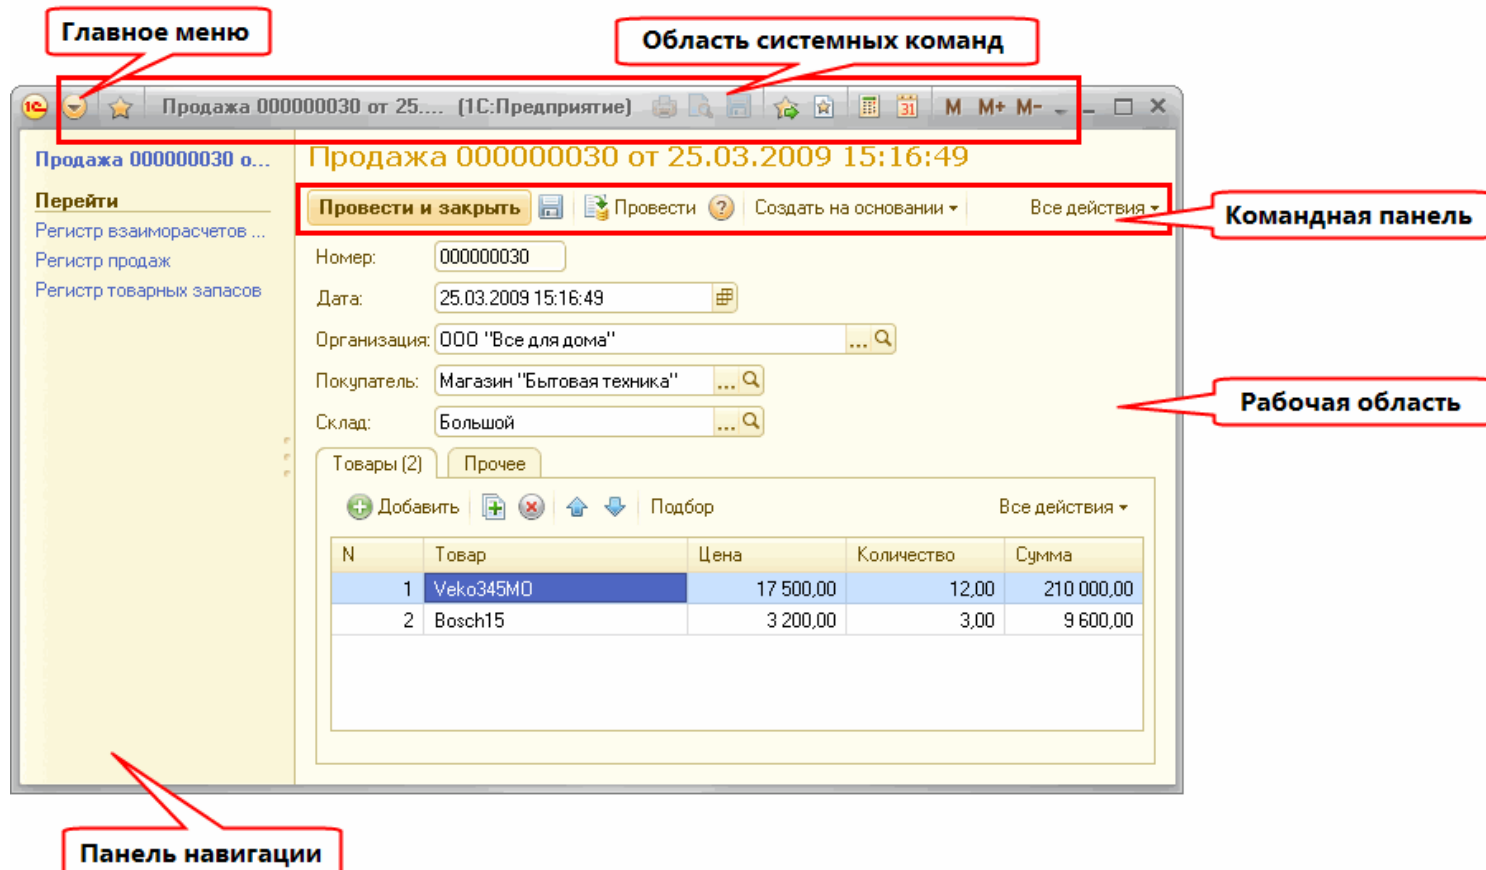 Главное меню
Область системных команд
1С Продажа 000000030 от 25.... (1С:Предприятие) 31 M M+ M-
Продажа 000000030 о...
Перейти
Регистр взаиморасчетов ...
Регистр продаж
Регистр товарных запасов
Продажа 000000030 от 25.03.2009 15:16:49
Провести и закрыть Провести ? Создать на основании Все действия
Командная панель
Номер: 000000030
Дата: 25.03.2009 15:16:49
Организация: ООО "Все для дома" ...
Покупатель: Магазин "Бытовая техника" ...
Рабочая область
Склад: Большой ...
Товары (2) Прочее
Добавить Подбор Все действия
N Товар Цена Количество Сумма
1 Veko345MO 17 500,00 12,00 210 000,00
2 Bosch15 3 200,00 3,00 9 600,00
Панель навигации